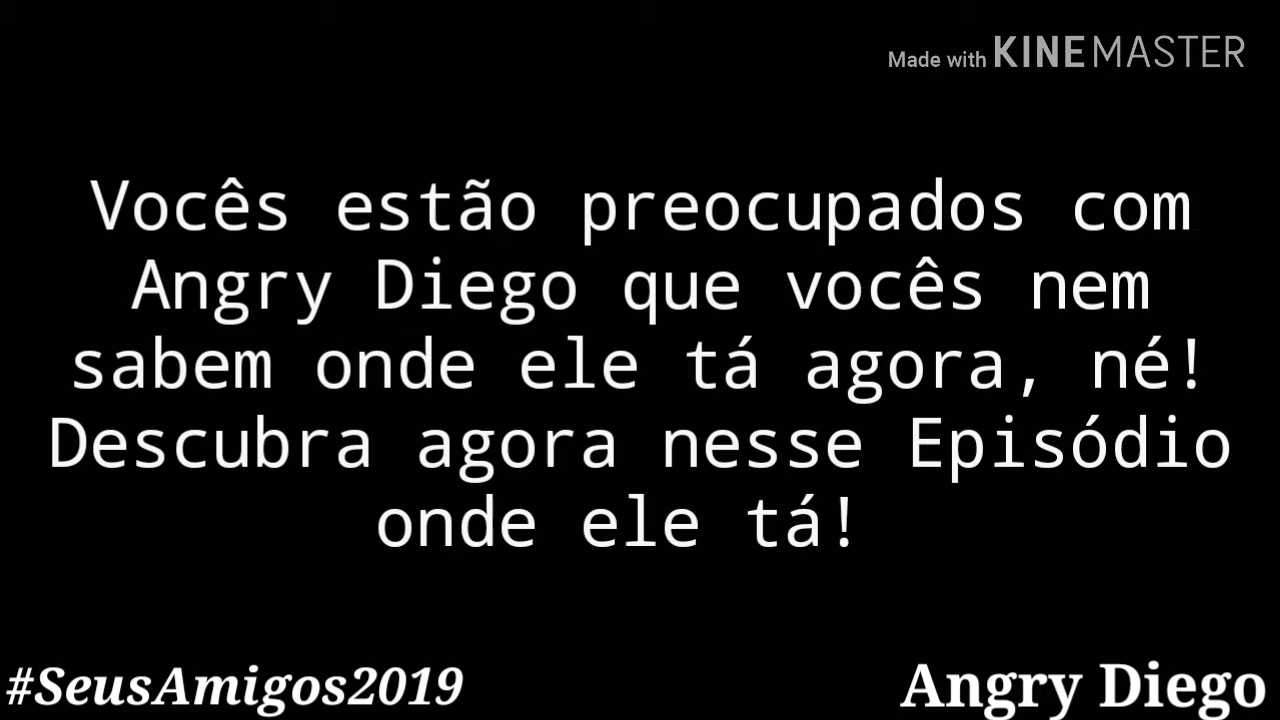 Made with KINEMASTER
Vocês estão preocupados com
Angry Diego que vocês nem
sabem onde ele tá agora, né!
Descubra agora nesse Episódio
onde ele tá!
#SeusAmigos2019
Angry Diego